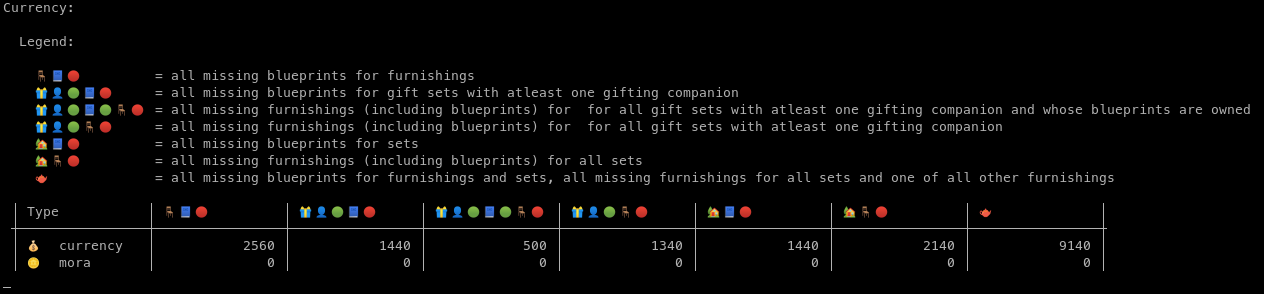 Currency:
Legend:
🪑 📘 🔴 = all missing blueprints for furnishings
🎁 👤 🟢 📘 🔴 = all missing blueprints for gift sets with atleast one gifting companion
🎁 👤 🟢 📘 🟢 🪑 🔴 = all missing furnishings (including blueprints) for  for all gift sets with atleast one gifting companion and whose blueprints are owned
🎁 👤 🟢 🪑 🔴 = all missing furnishings (including blueprints) for  for all gift sets with atleast one gifting companion
🏡 📘 🔴 = all missing blueprints for sets
🏡 🪑 🔴 = all missing furnishings (including blueprints) for all sets
🫖 = all missing blueprints for furnishings and sets, all missing furnishings for all sets and one of all other furnishings
Type 🪑 📘 🔴 🎁 👤 🟢 📘 🔴 🎁 👤 🟢 📘 🟢 🪑 🔴 🎁 👤 🟢 🪑 🔴 🏡 📘 🔴 🏡 🪑 🔴 🫖
💰 currency 2560 1440 500 1340 1440 2140 9140
🪙 mora 0 0 0 0 0 0 0
_